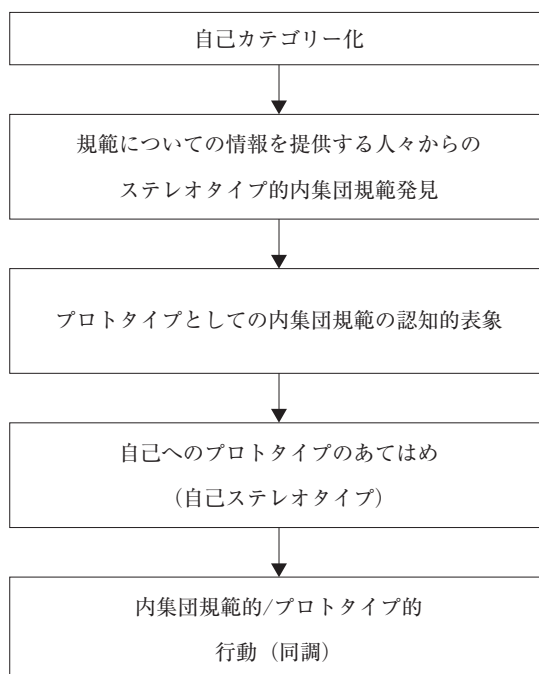 自己カテゴリー化
規範についての情報を提供する人々からの
ステレオタイプ的内集団規範発見
プロトタイプとしての内集団規範の認知的表象
自己へのプロトタイプのあてはめ
（自己ステレオタイプ）
内集団規範的/プロトタイプ的
行動（同調）